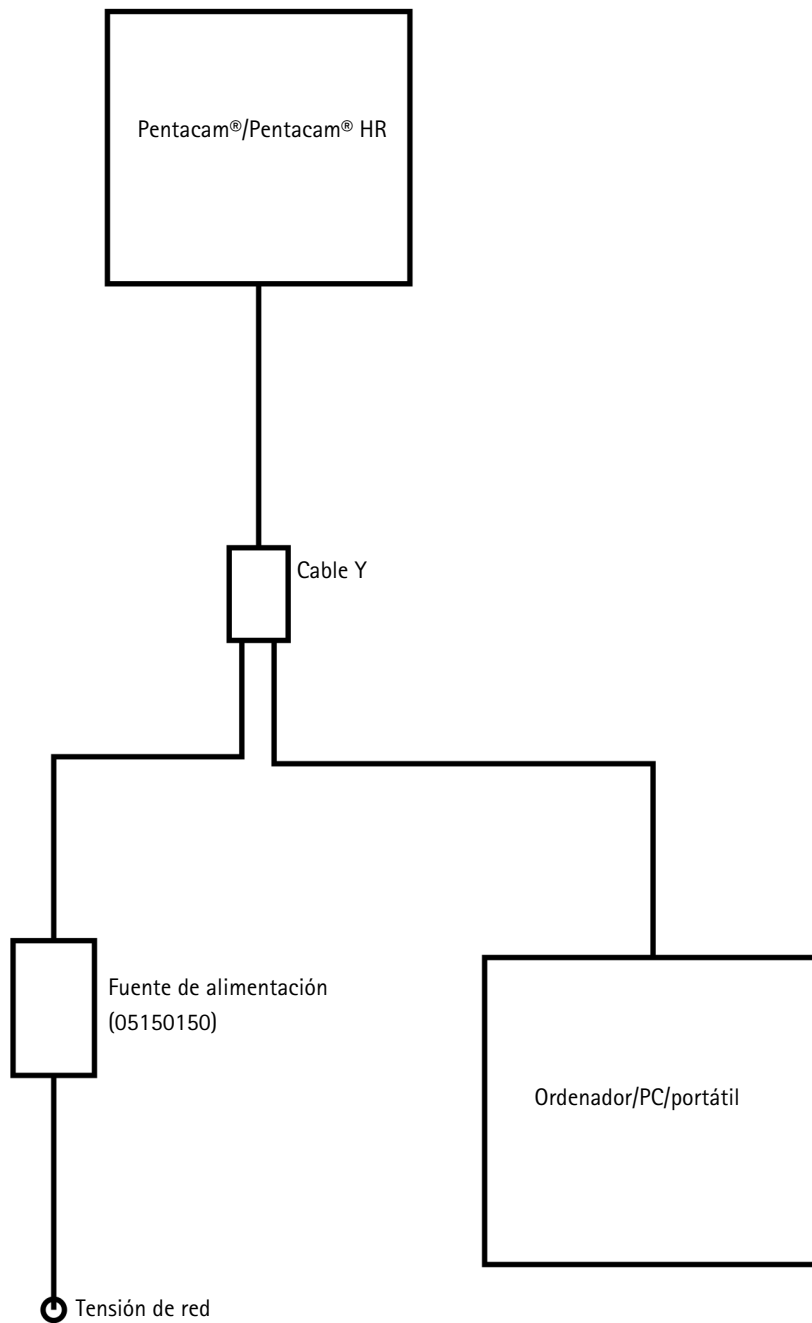 Pentacam®/Pentacam® HR
Cable Y
Fuente de alimentación
(05150150)
Ordenador/PC/portátil
Tensión de red